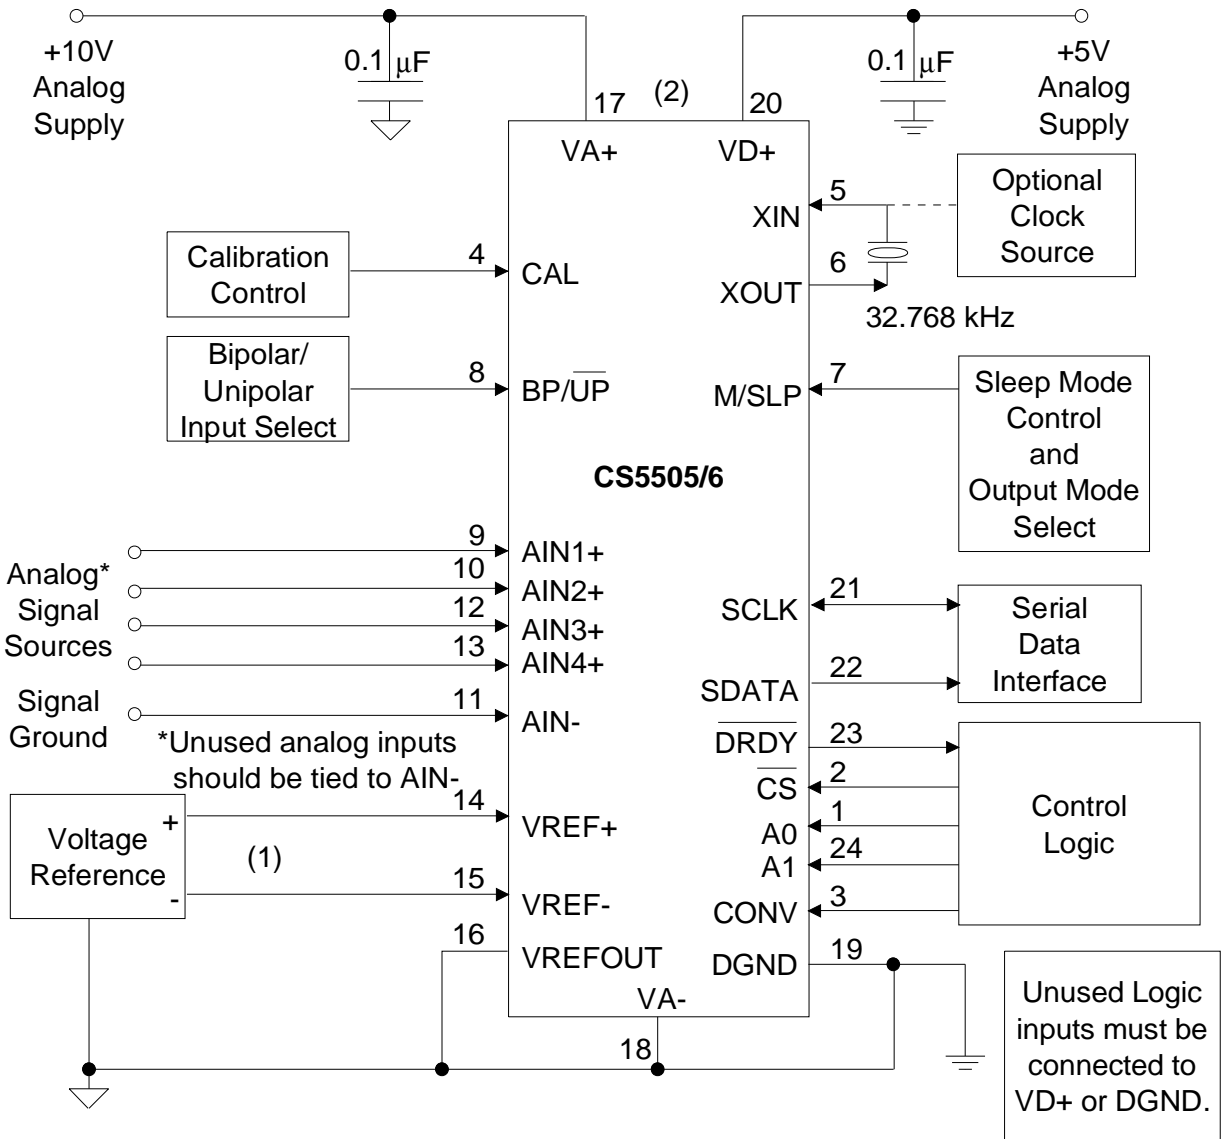 +10V
Analog
Supply
0.1 µF
17
(2)
20
0.1 µF
+5V
Analog
Supply
VA+
VD+
5
XIN
Optional
Clock
Source
Calibration
Control
4
CAL
6
XOUT
32.768 kHz
Bipolar/
Unipolar
Input Select
8
BP/U̅P̅
7
M/SLP
Sleep Mode
Control
and
Output Mode
Select
CS5505/6
Analog*
Signal
Sources
9
AIN1+
10
AIN2+
12
AIN3+
13
AIN4+
Signal
Ground
11
AIN-
*Unused analog inputs
should be tied to AIN-
21
SCLK
22
SDATA
Serial
Data
Interface
23
D̅R̅D̅Y̅
2
C̅S̅
1
A0
24
A1
3
CONV
Control
Logic
Voltage
Reference
+
-
(1)
14
VREF+
15
VREF-
16
VREFOUT
19
DGND
VA-
18
Unused Logic
inputs must be
connected to
VD+ or DGND.